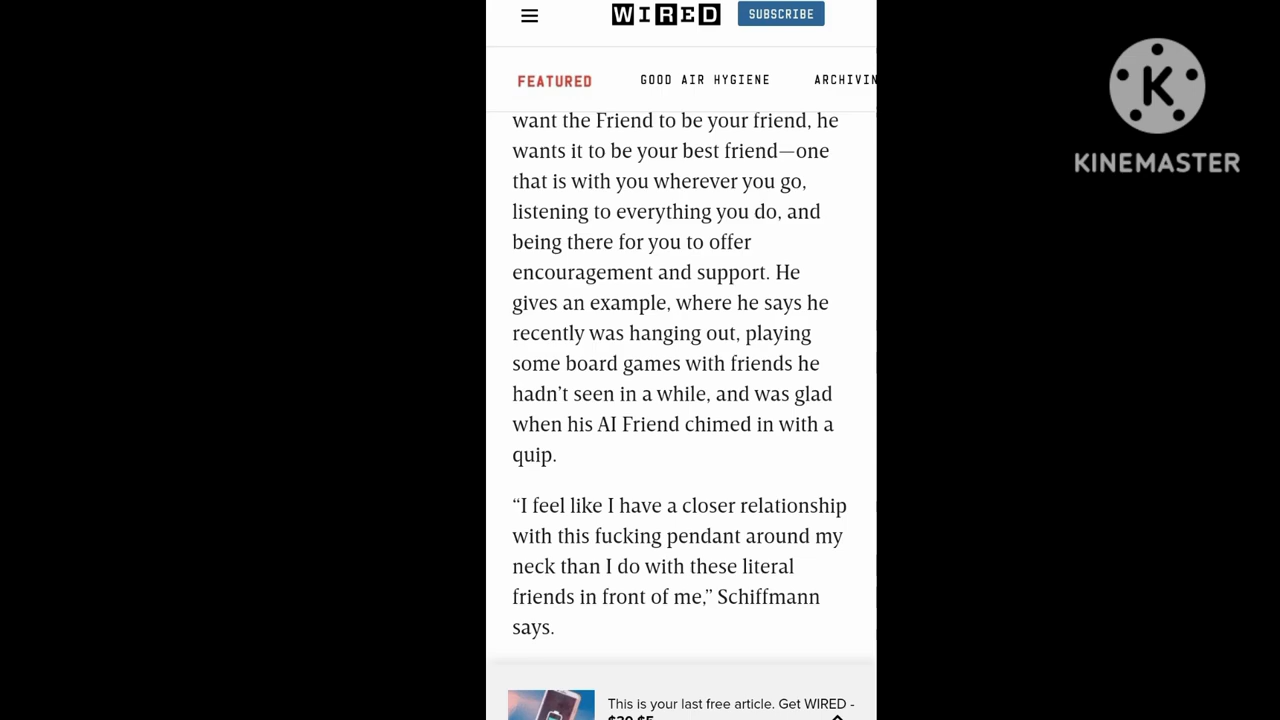 WIRED
SUBSCRIBE
FEATURED GOOD AIR HYGIENE ARCHIVIN
want the Friend to be your friend, he
wants it to be your best friend—one
that is with you wherever you go,
listening to everything you do, and
being there for you to offer
encouragement and support. He
gives an example, where he says he
recently was hanging out, playing
some board games with friends he
hadn’t seen in a while, and was glad
when his AI Friend chimed in with a
quip.
“I feel like I have a closer relationship
with this fucking pendant around my
neck than I do with these literal
friends in front of me,” Schiffmann
says.
This is your last free article. Get WIRED -
$30 $5
K
KINEMASTER